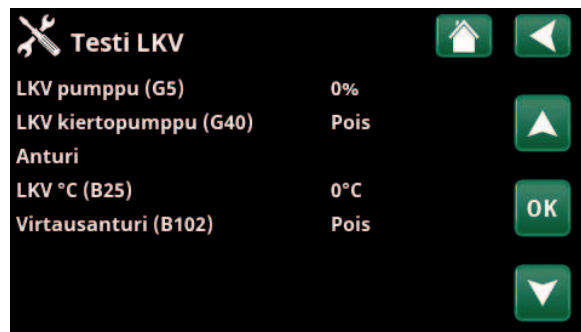 Testi LKV
LKV pumppu (G5) 0%
LKV kiertopumppu (G40) Pois
Anturi
LKV °C (B25) 0°C
Virtausanturi (B102) Pois
OK